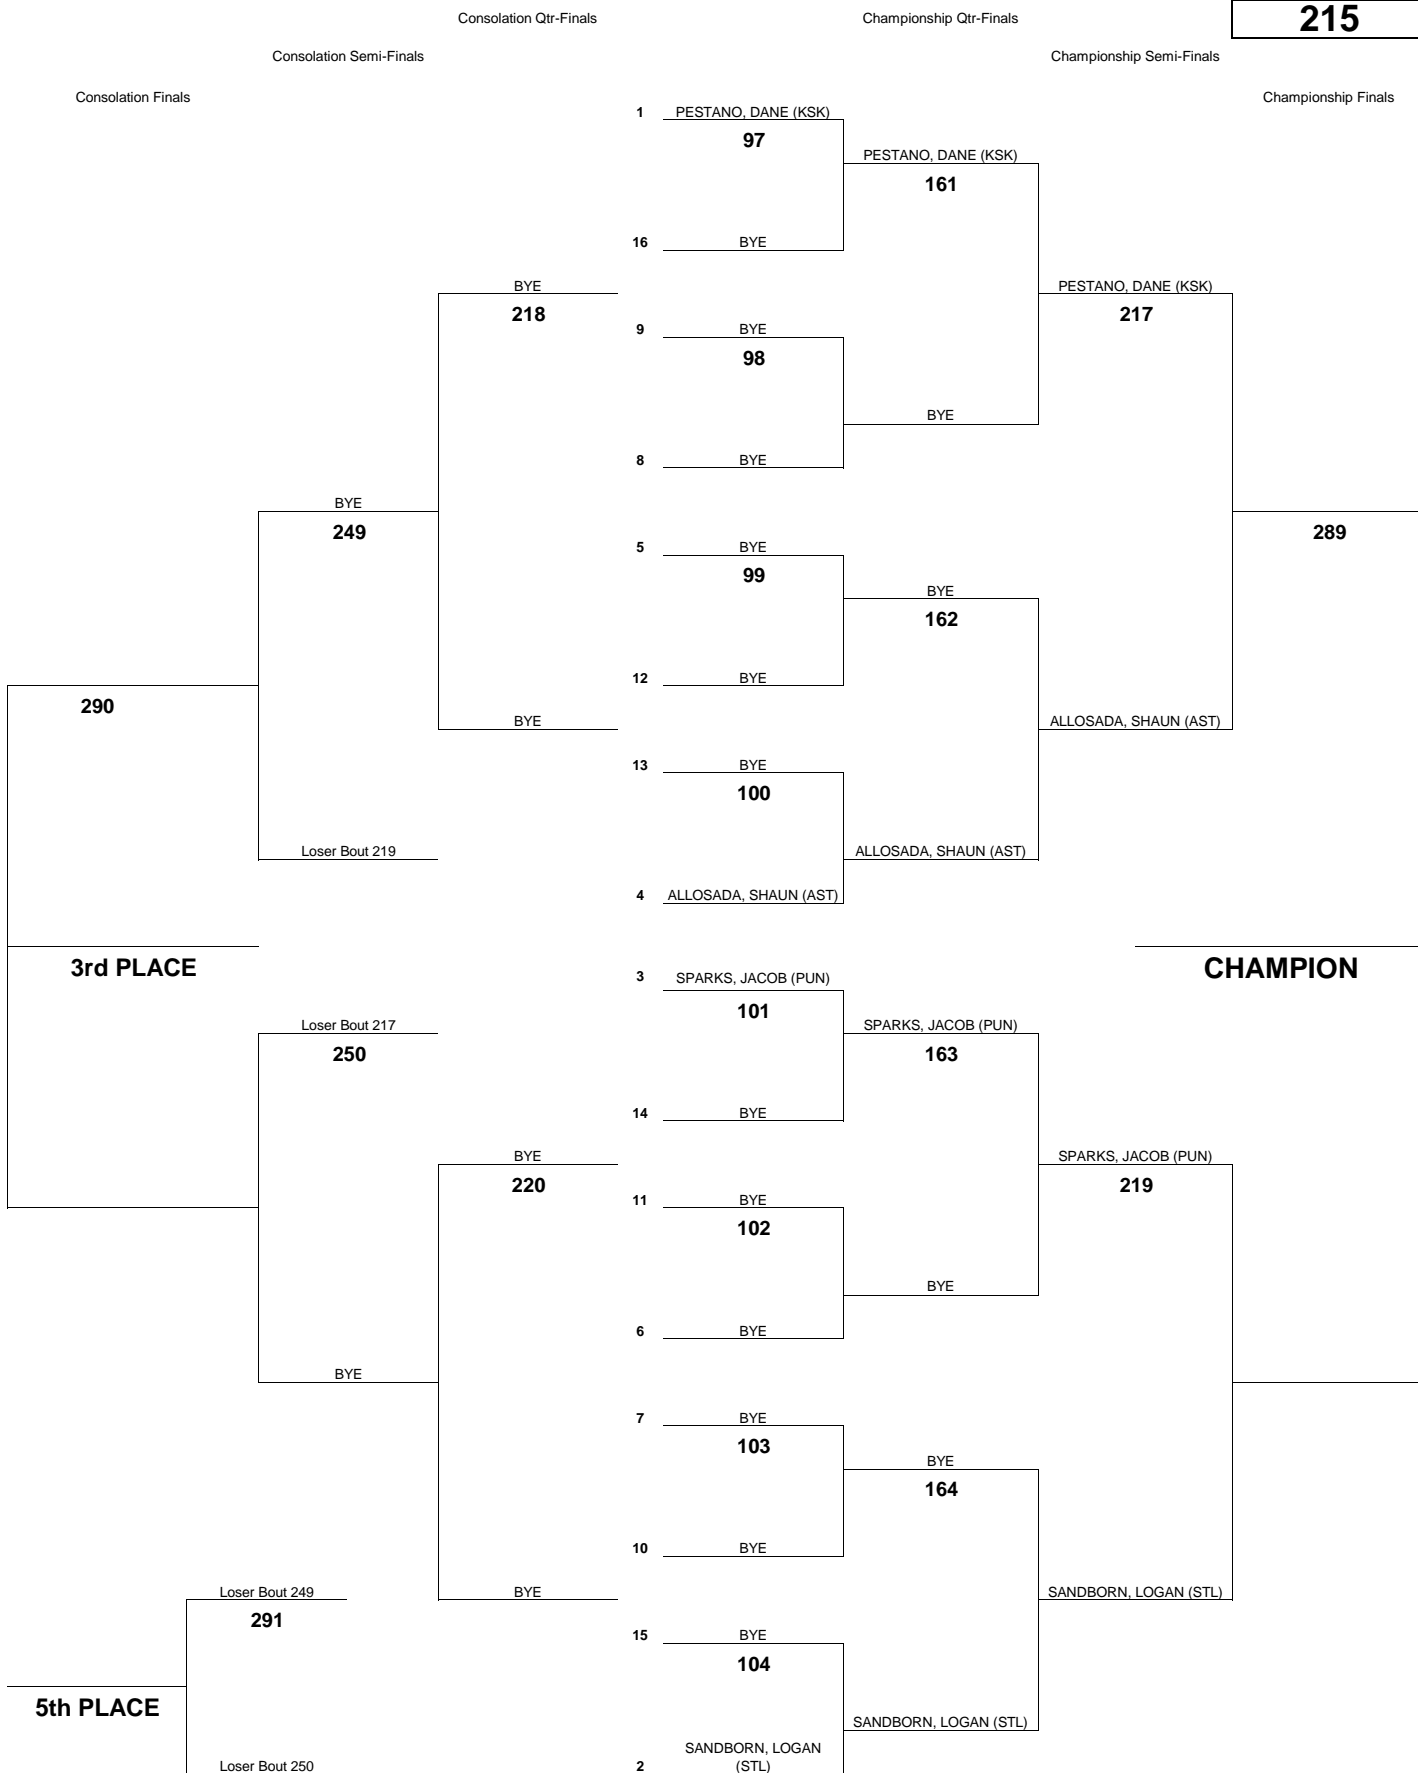 Consolation Qtr-Finals
Championship Qtr-Finals
215
Consolation Semi-Finals
Championship Semi-Finals
Consolation Finals
Championship Finals
1 PESTANO, DANE (KSK)
97
PESTANO, DANE (KSK)
161
16 BYE
BYE
PESTANO, DANE (KSK)
218
217
9 BYE
98
BYE
8 BYE
BYE
249
289
5 BYE
99
BYE
162
12 BYE
290
BYE
ALLOSADA, SHAUN (AST)
13 BYE
100
Loser Bout 219
ALLOSADA, SHAUN (AST)
4 ALLOSADA, SHAUN (AST)
3rd PLACE
CHAMPION
3 SPARKS, JACOB (PUN)
101
Loser Bout 217
SPARKS, JACOB (PUN)
250
163
14 BYE
BYE
SPARKS, JACOB (PUN)
220
219
11 BYE
102
BYE
6 BYE
BYE
7 BYE
103
BYE
164
10 BYE
Loser Bout 249
BYE
SANDBORN, LOGAN (STL)
291
15 BYE
104
5th PLACE
SANDBORN, LOGAN (STL)
SANDBORN, LOGAN
Loser Bout 250
2 (STL)